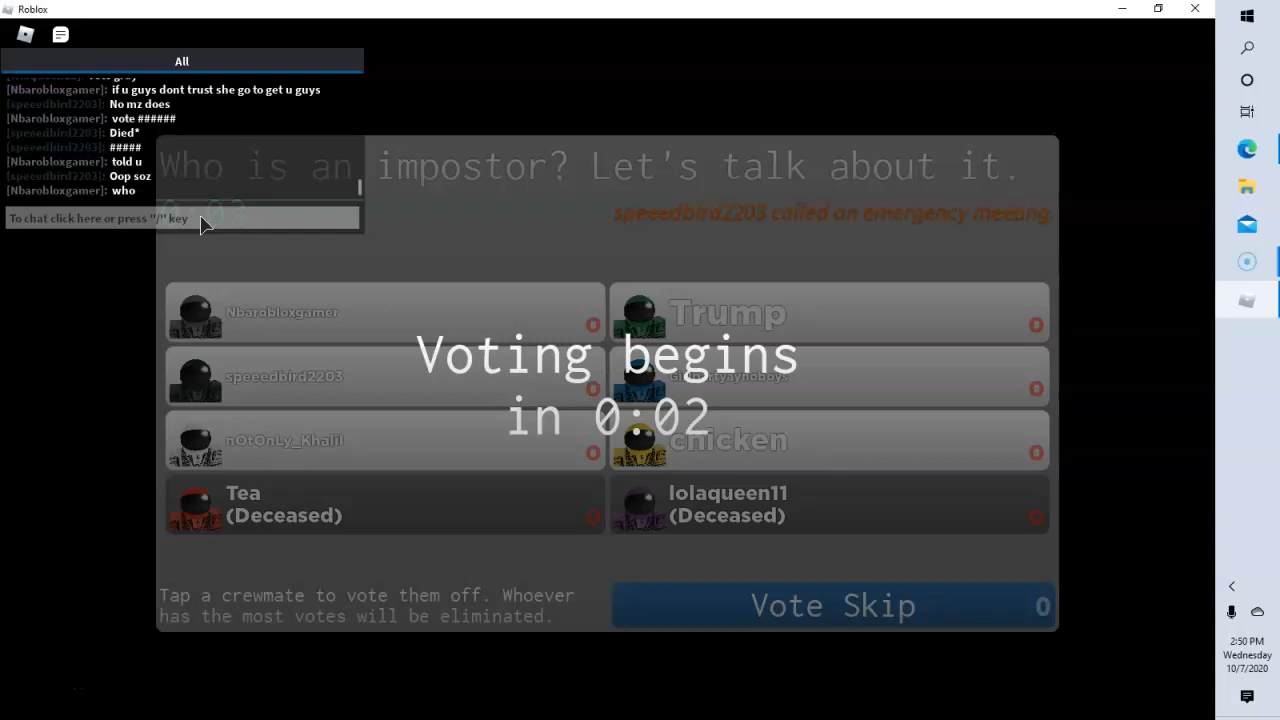 Roblox
All
[Nbarobloxgamer]: if u guys dont trust she go to get u guys
[speeedbird2203]: No mz does
[Nbarobloxgamer]: vote ######
[speeedbird2203]: Died*
[speeedbird2203]: #####
[Nbarobloxgamer]: told u
[speeedbird2203]: Oop soz
[Nbarobloxgamer]: who
To chat click here or press "/" key
Who is an impostor? Let's talk about it.
0:02
speeedbird2203 called an emergency meeting.
Nbarobloxgamer 0
Trump 0
speeedbird2203 0
0
nOtOnLy_Khalil 0
chicken 0
Tea
(Deceased) 0
lolaqueen11
(Deceased) 0
Voting begins
in 0:02
Tap a crewmate to vote them off. Whoever
has the most votes will be eliminated.
Vote Skip 0
2:50 PM
Wednesday
10/7/2020